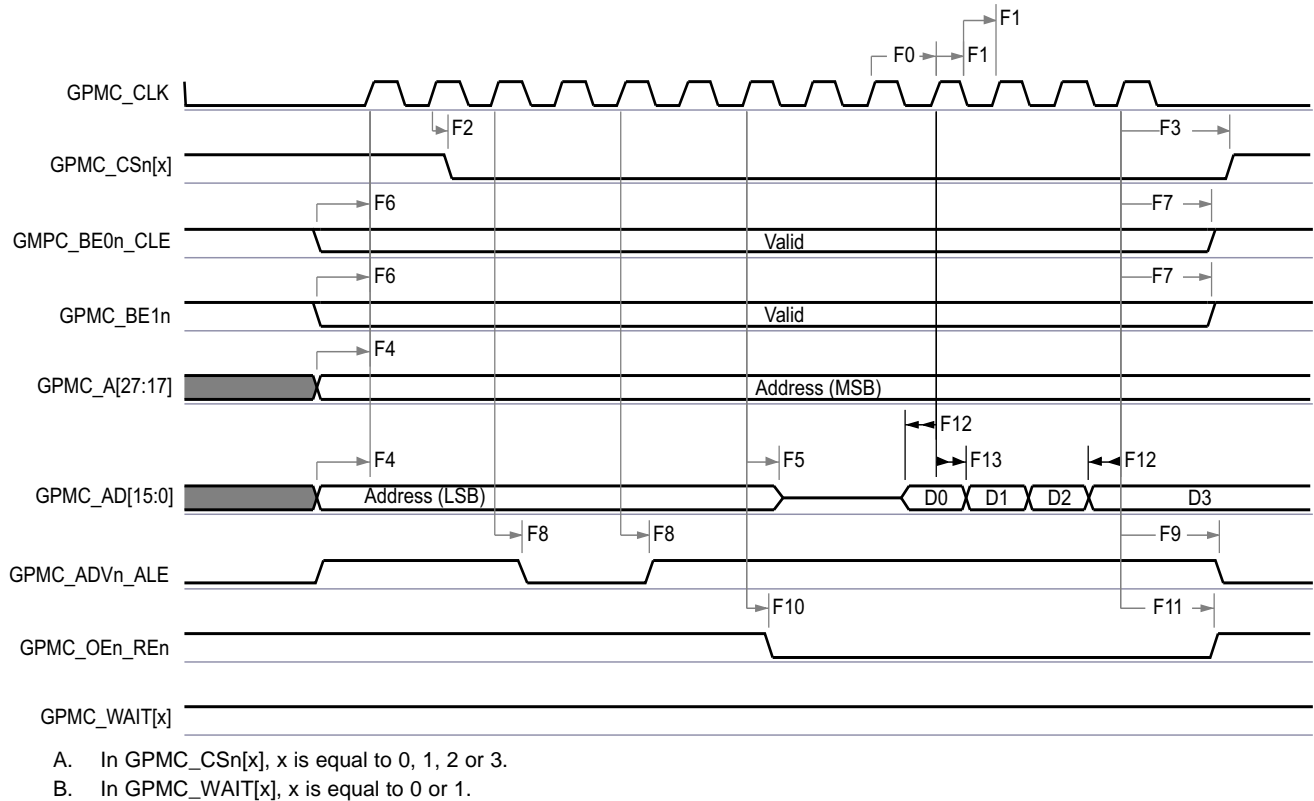 F1
F0 F1
GPMC_CLK
F2 F3
GPMC_CSn[x]
F6 F7
GMPC_BE0n_CLE Valid
F6 F7
GPMC_BE1n Valid
F4
GPMC_A[27:17] Address (MSB)
F12
F4 F5 F13 F12
GPMC_AD[15:0] Address (LSB) D0 D1 D2 D3
F8 F8 F9
GPMC_ADVn_ALE
F10 F11
GPMC_OEn_REn
GPMC_WAIT[x]
A. In GPMC_CSn[x], x is equal to 0, 1, 2 or 3.
B. In GPMC_WAIT[x], x is equal to 0 or 1.